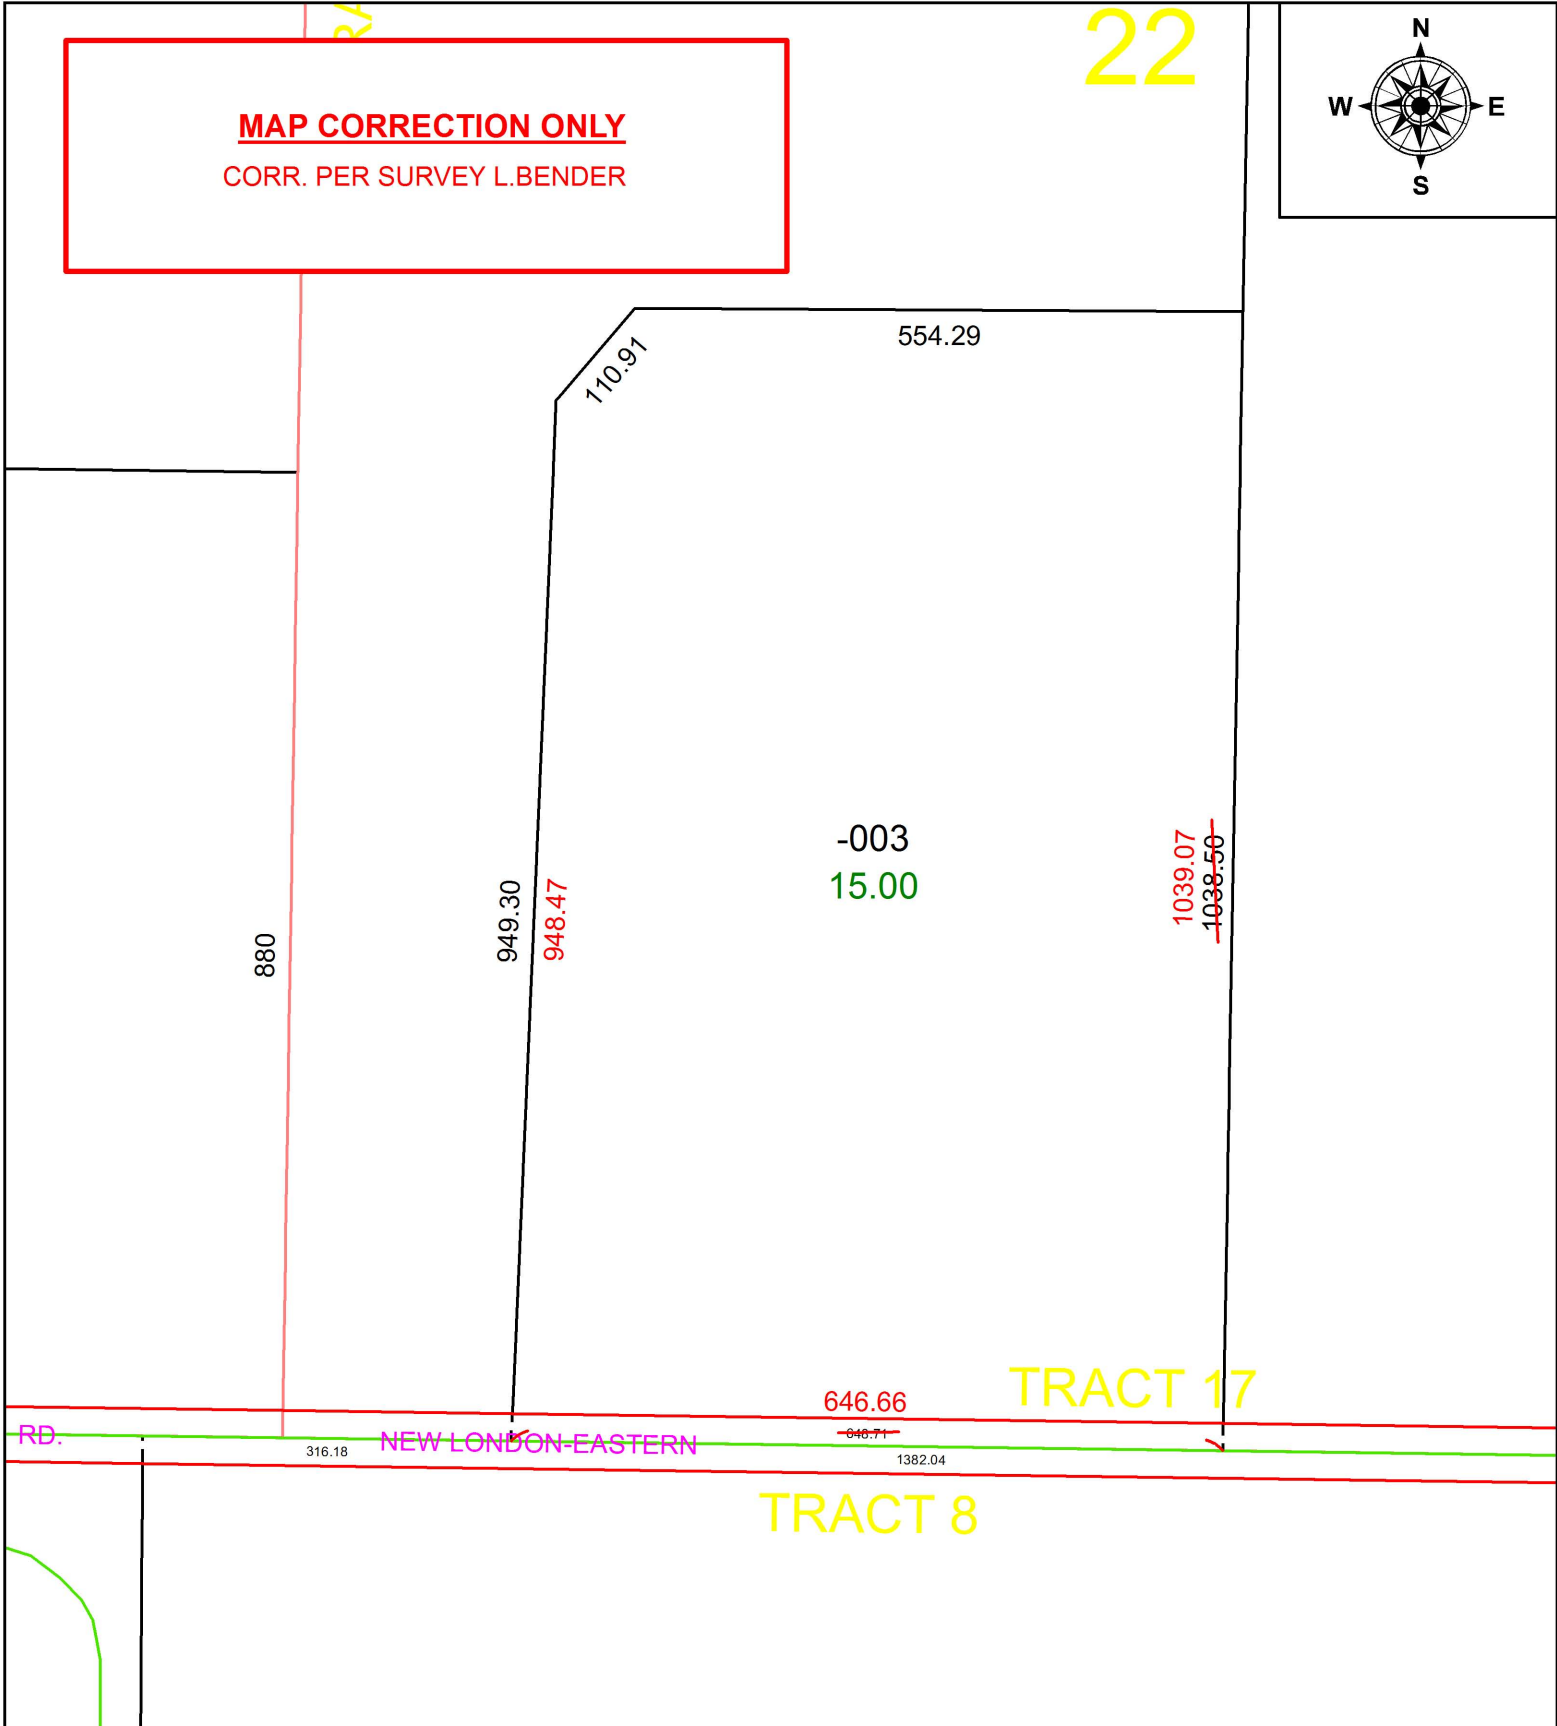 22
N
W
E
S
MAP CORRECTION ONLY
CORR. PER SURVEY L.BENDER
554.29
110.91
-003
15.00
1039.07
1038.50
949.30
948.47
880
TRACT 17
646.66
648.71
RD.
NEW LONDON-EASTERN
316.18
1382.04
TRACT 8